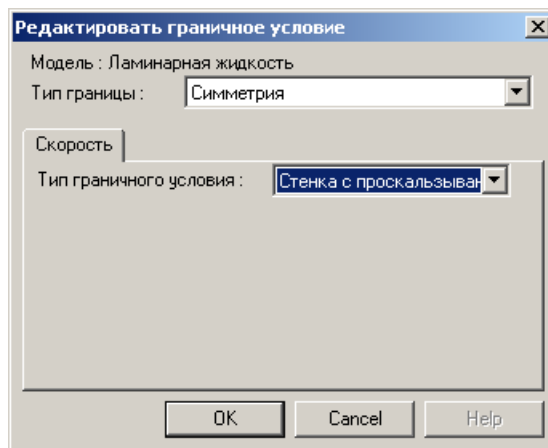 Редактировать граничное условие
Модель : Ламинарная жидкость
Тип границы : Симметрия
Скорость
Тип граничного условия : Стенка с проскальзыван
OK Cancel Help